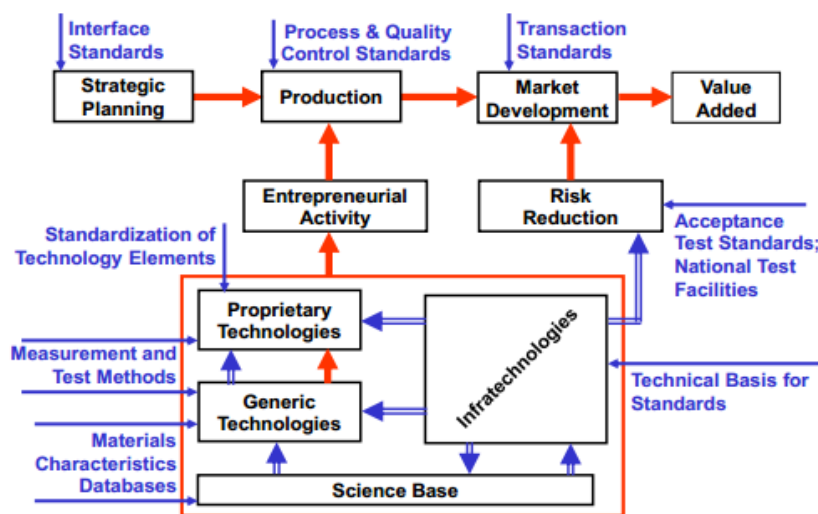 Interface
Standards
Process & Quality
Control Standards
Transaction
Standards
Strategic
Planning
Production
Market
Development
Value
Added
Entrepreneurial
Activity
Risk
Reduction
Standardization of
Technology Elements
Acceptance
Test Standards;
National Test
Facilities
Proprietary
Technologies
Infratechnologies
Measurement and
Test Methods
Generic
Technologies
Technical Basis for
Standards
Materials
Characteristics
Databases
Science Base